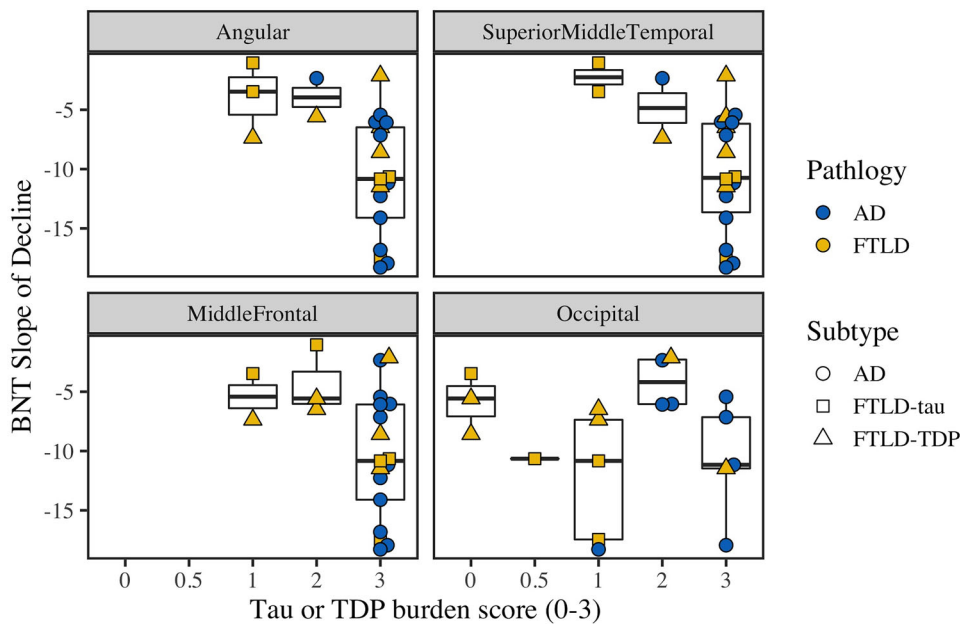 Angular
SuperiorMiddleTemporal
-5
-10
-15
MiddleFrontal
Occipital
-5
-10
-15
0 0.5 1 2 3
0 0.5 1 2 3
Tau or TDP burden score (0-3)
BNT Slope of Decline
Pathlogy
AD
FTLD
Subtype
AD
FTLD-tau
FTLD-TDP